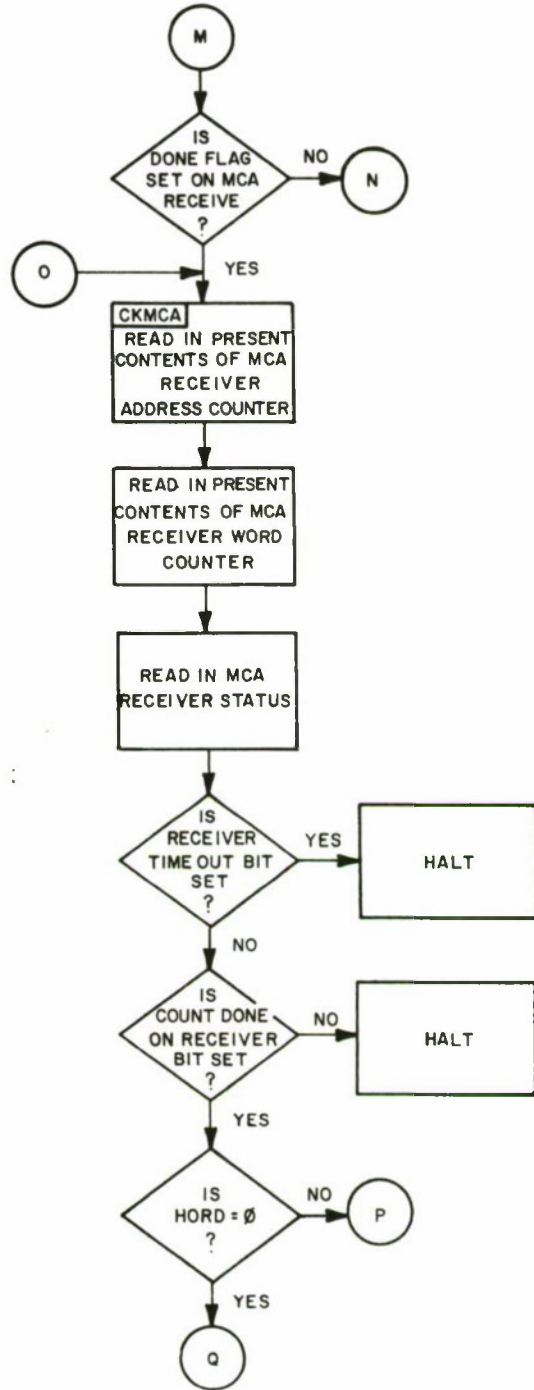 M
IS
DONE FLAG
SET ON MCA
RECEIVE
?
NO
N
O
YES
CKMCA
READ IN PRESENT
CONTENTS OF MCA
RECEIVER
ADDRESS COUNTER
READ IN PRESENT
CONTENTS OF MCA
RECEIVER WORD
COUNTER
READ IN MCA
RECEIVER STATUS
IS
RECEIVER
TIME OUT BIT
SET
?
YES
HALT
NO
IS
COUNT DONE
ON RECEIVER
BIT SET
?
NO
HALT
YES
IS
HORD = Ø
?
NO
P
YES
Q